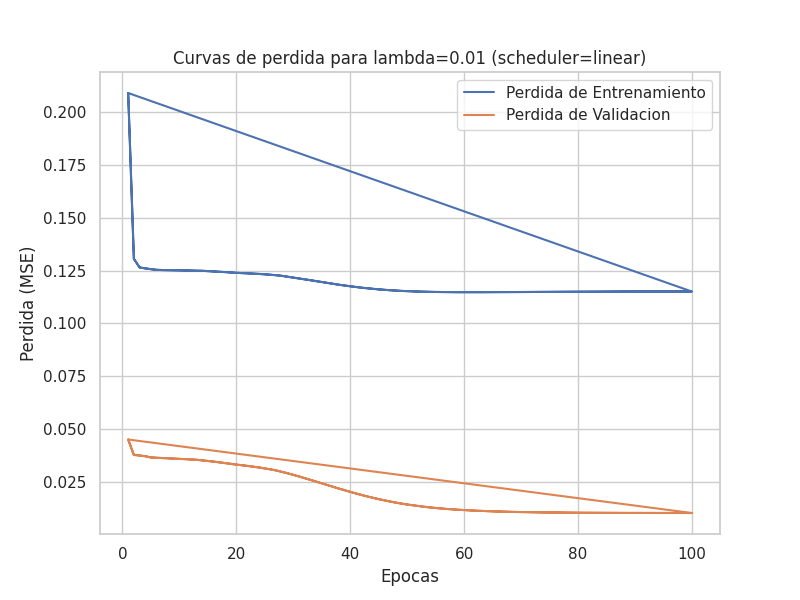 Curvas de perdida para lambda=0.01 (scheduler=linear)
Perdida de Entrenamiento
Perdida de Validacion
Perdida (MSE)
0.200
0.175
0.150
0.125
0.100
0.075
0.050
0.025
0 20 40 60 80 100
Epocas